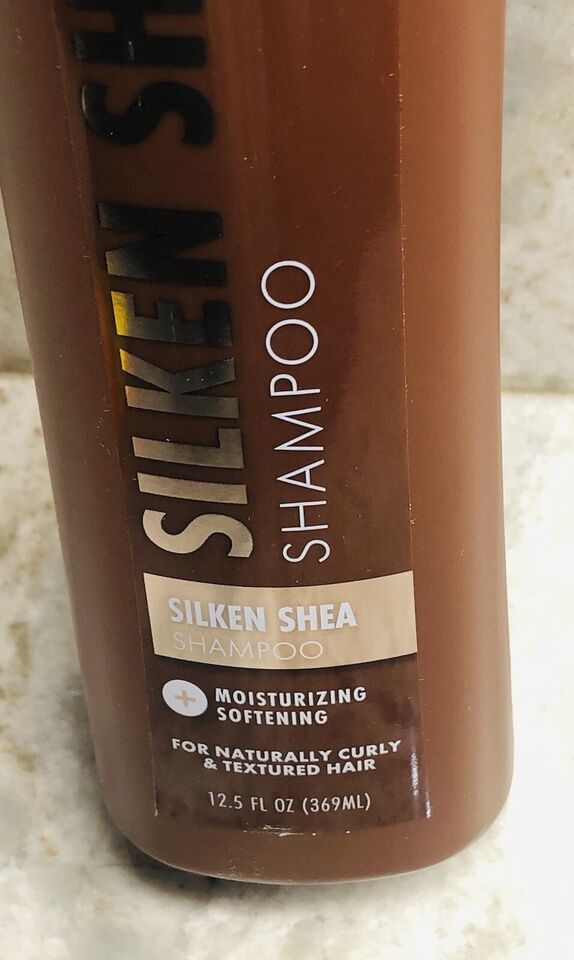 SILKEN SH
SHAMPOO
SILKEN SHEA
SHAMPOO
+ MOISTURIZING
SOFTENING
FOR NATURALLY CURLY
& TEXTURED HAIR
12.5 FL OZ (369ML)